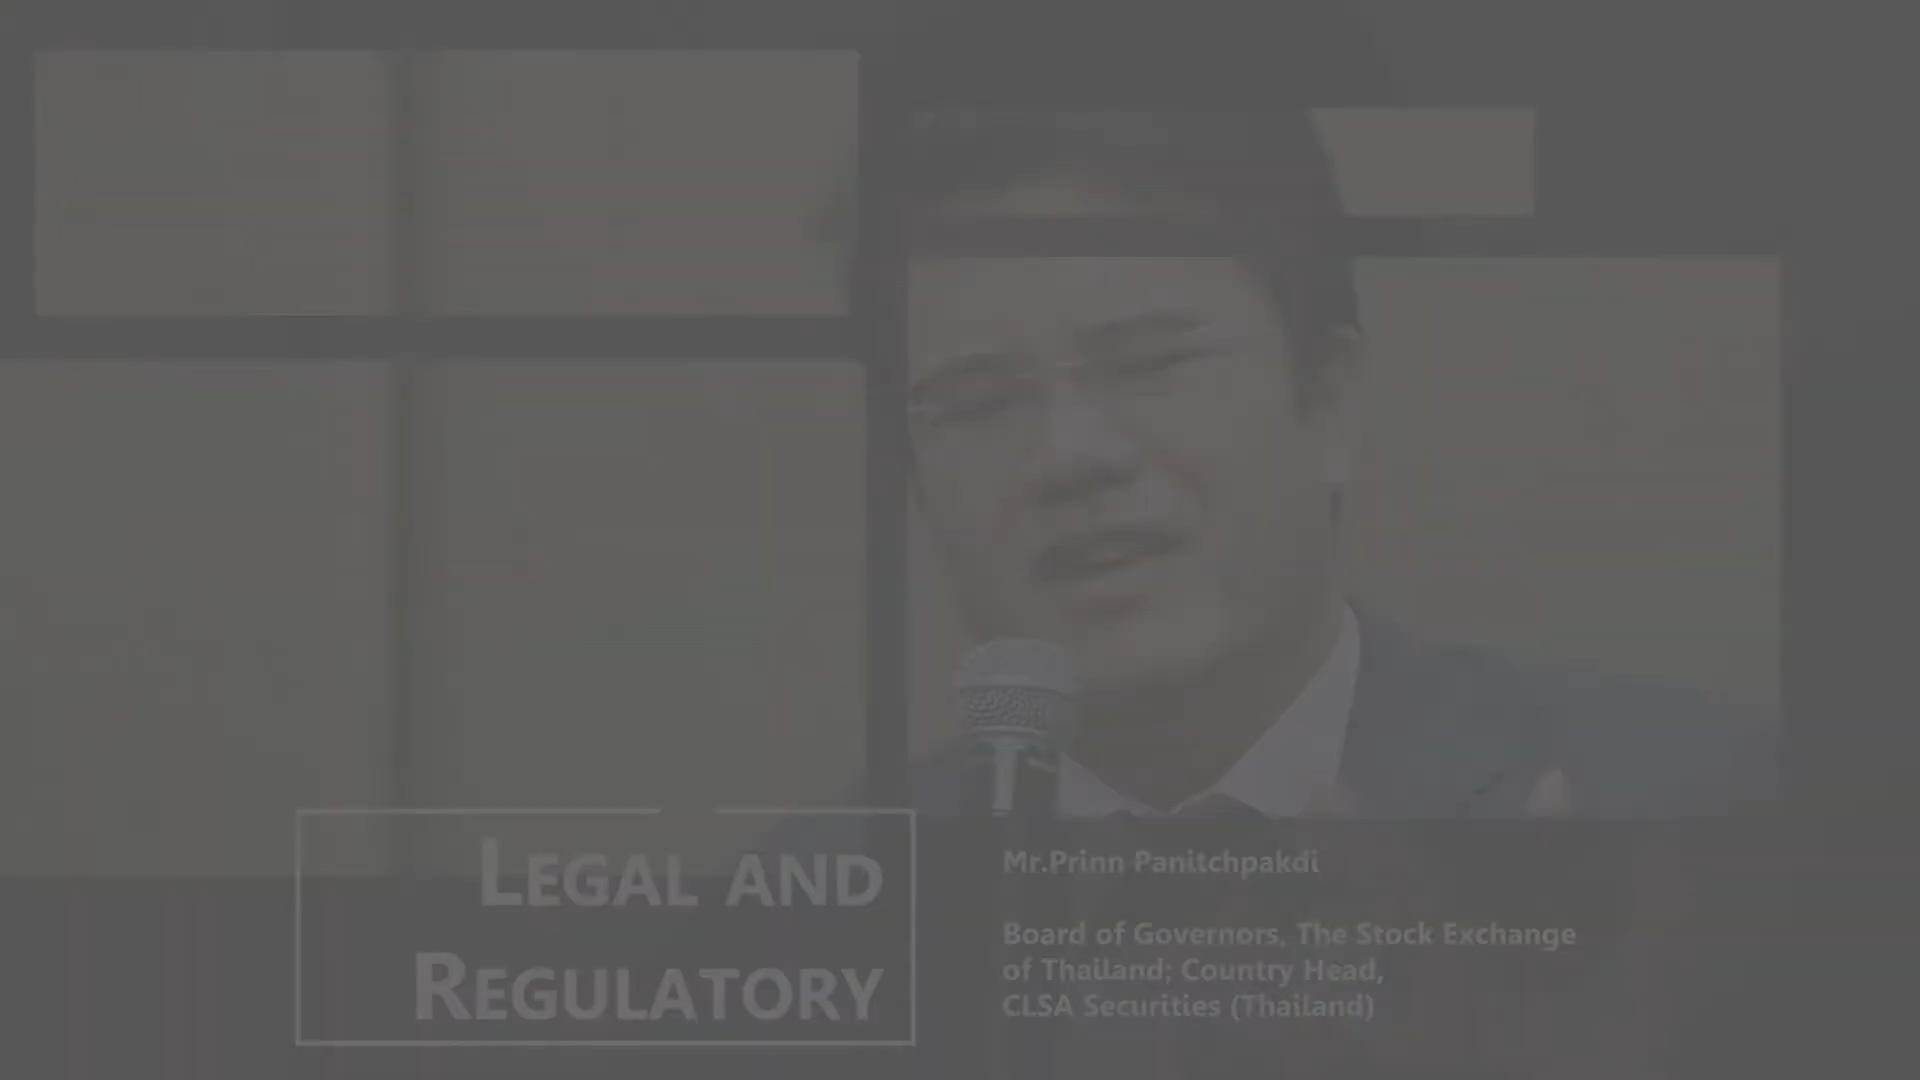 LEGAL AND
REGULATORY
Mr.Prinn Panitchpakdi
Board of Governors, The Stock Exchange
of Thailand; Country Head,
CLSA Securities (Thailand)